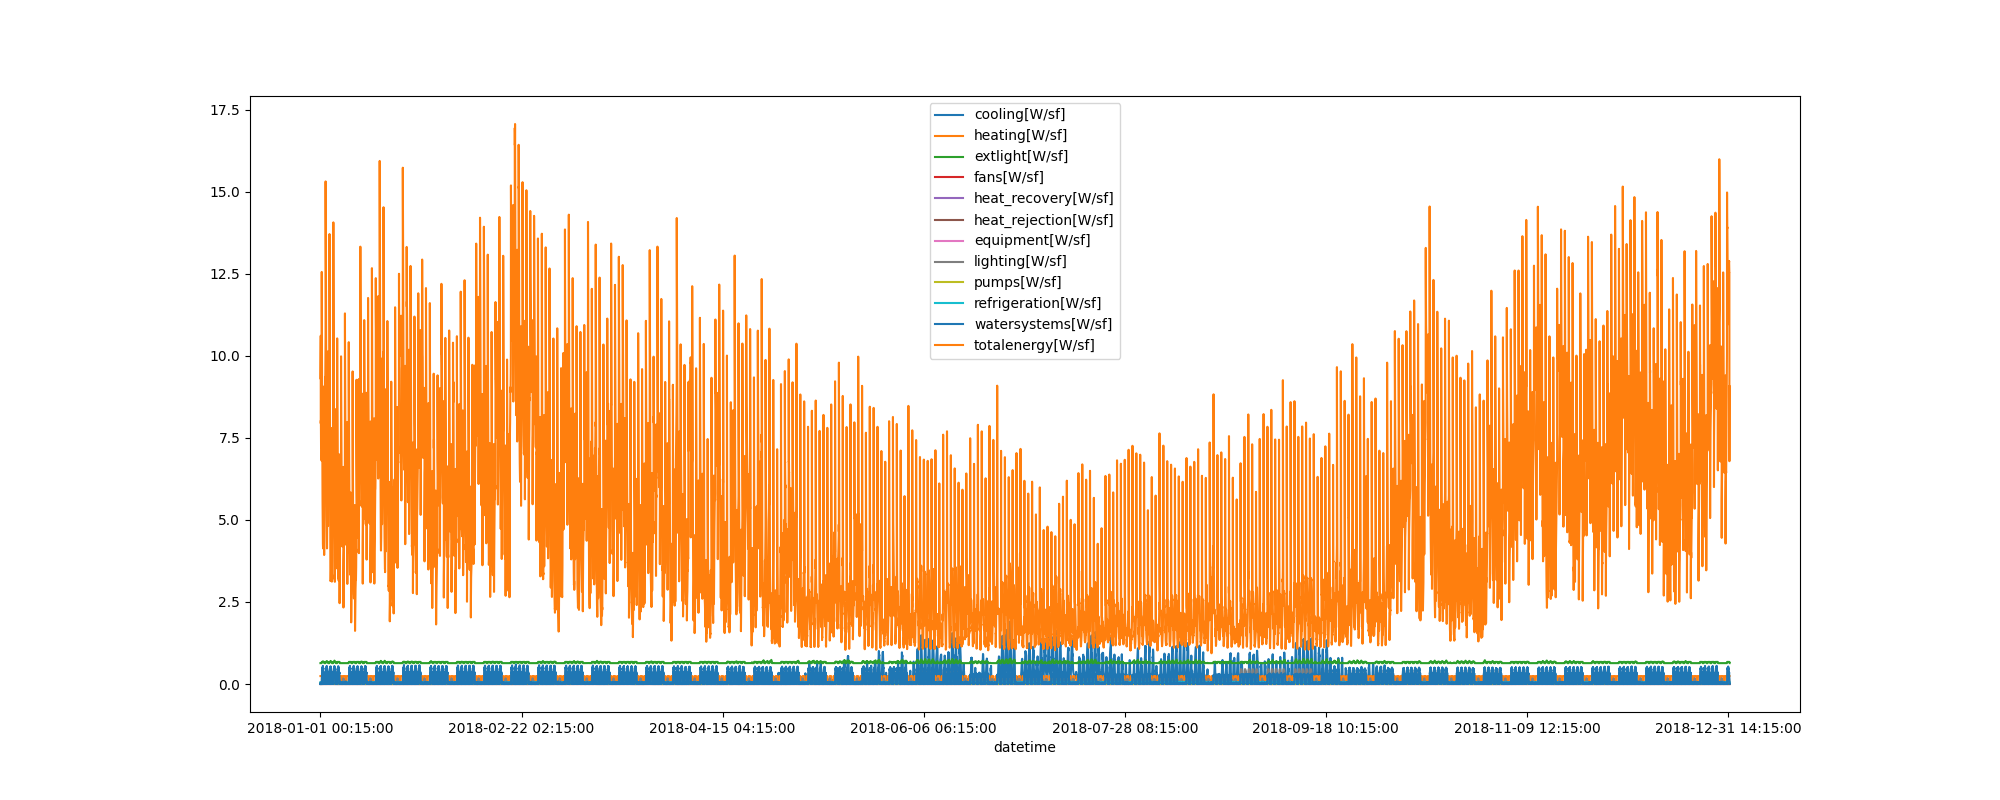 17.5
15.0
12.5
10.0
7.5
5.0
2.5
0.0
cooling[W/sf]
heating[W/sf]
extlight[W/sf]
fans[W/sf]
heat_recovery[W/sf]
heat_rejection[W/sf]
equipment[W/sf]
lighting[W/sf]
pumps[W/sf]
refrigeration[W/sf]
watersystems[W/sf]
totalenergy[W/sf]
2018-01-01 00:15:00 2018-02-22 02:15:00 2018-04-15 04:15:00 2018-06-06 06:15:00 2018-07-28 08:15:00 2018-09-18 10:15:00 2018-11-09 12:15:00 2018-12-31 14:15:00
datetime